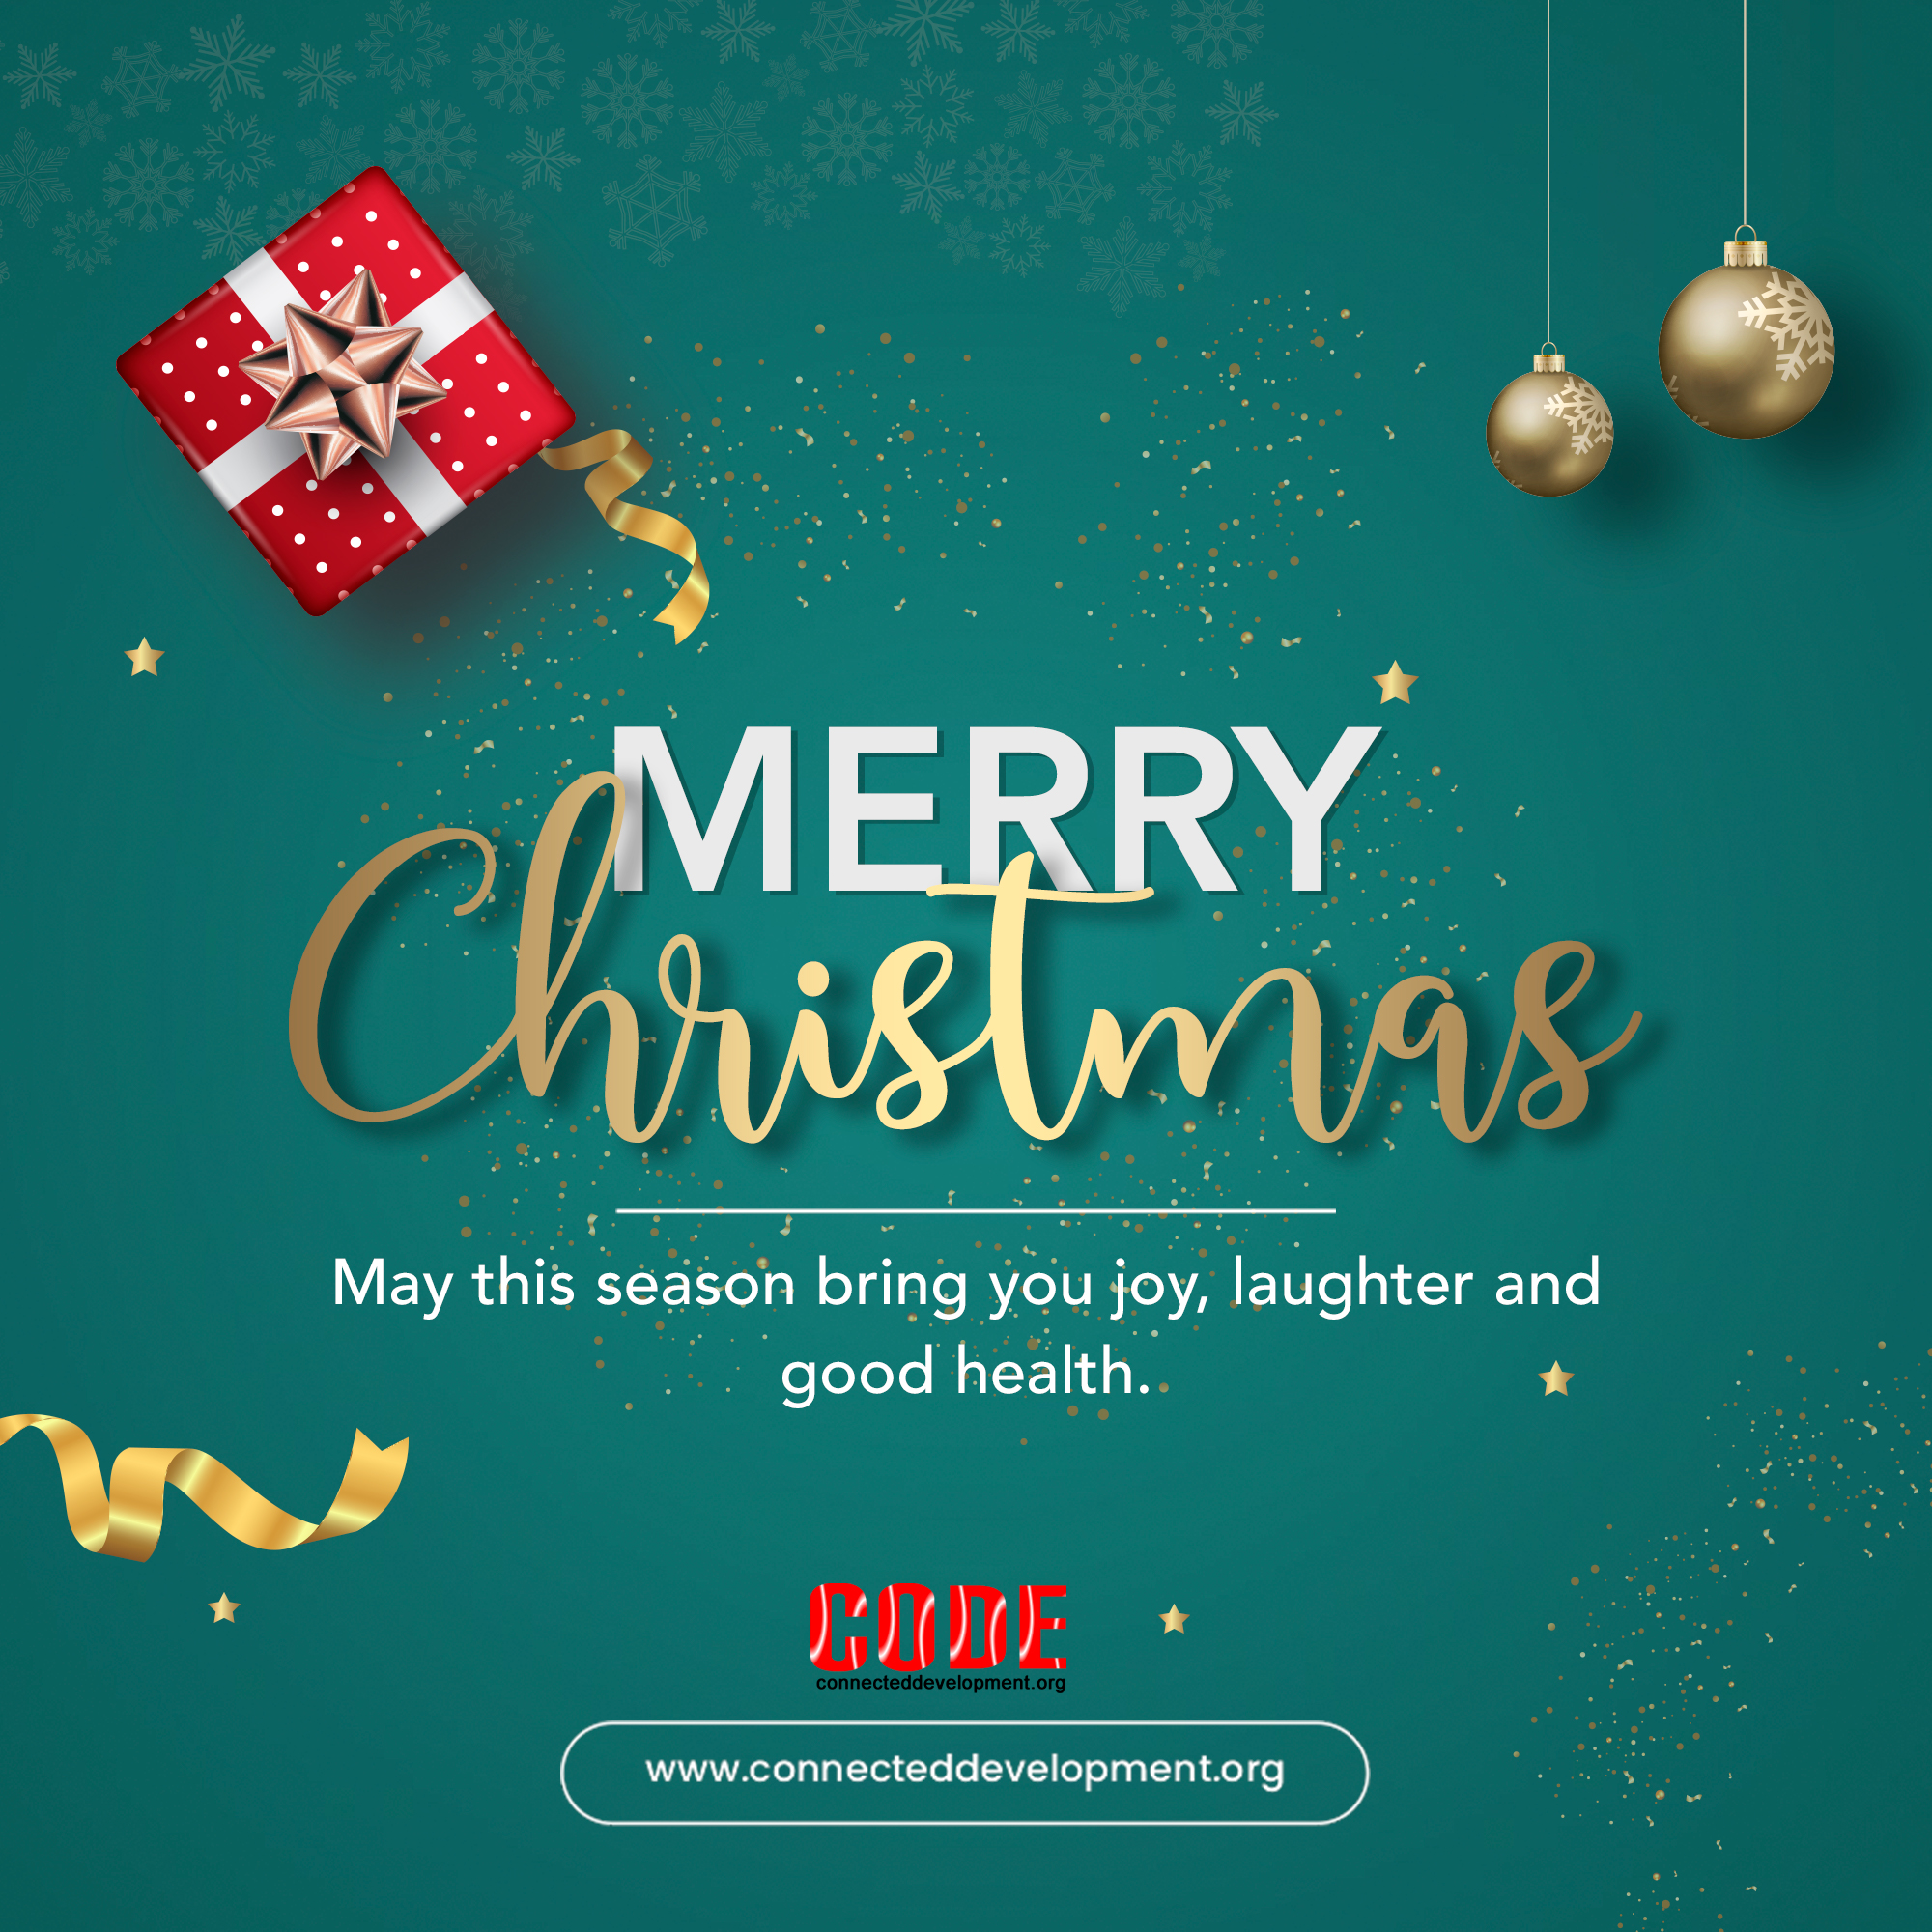 MERRY
Christmas
May this season bring you joy, laughter and
good health.
CODE
connecteddevelopment.org
www.connecteddevelopment.org